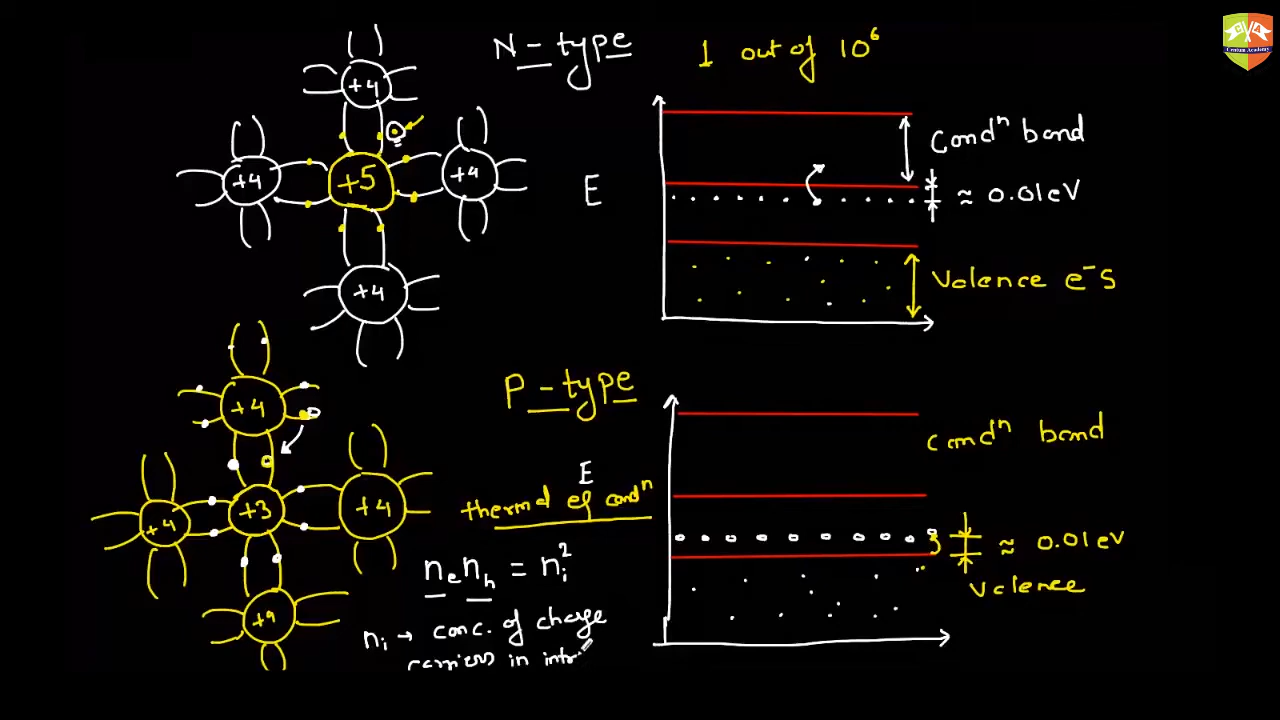 N-type
1 out of 10⁶
+4
+4
+5
+4
+4
E
Condⁿ band
≈ 0.01eV
Valence e⁻s
P-type
+4
+4
+3
+4
+4
E
thermal eq condⁿ
nₑnₕ = nᵢ²
nᵢ → conc. of charge
carriers in intr
Condⁿ band
≈ 0.01eV
Valence
Centum Academy